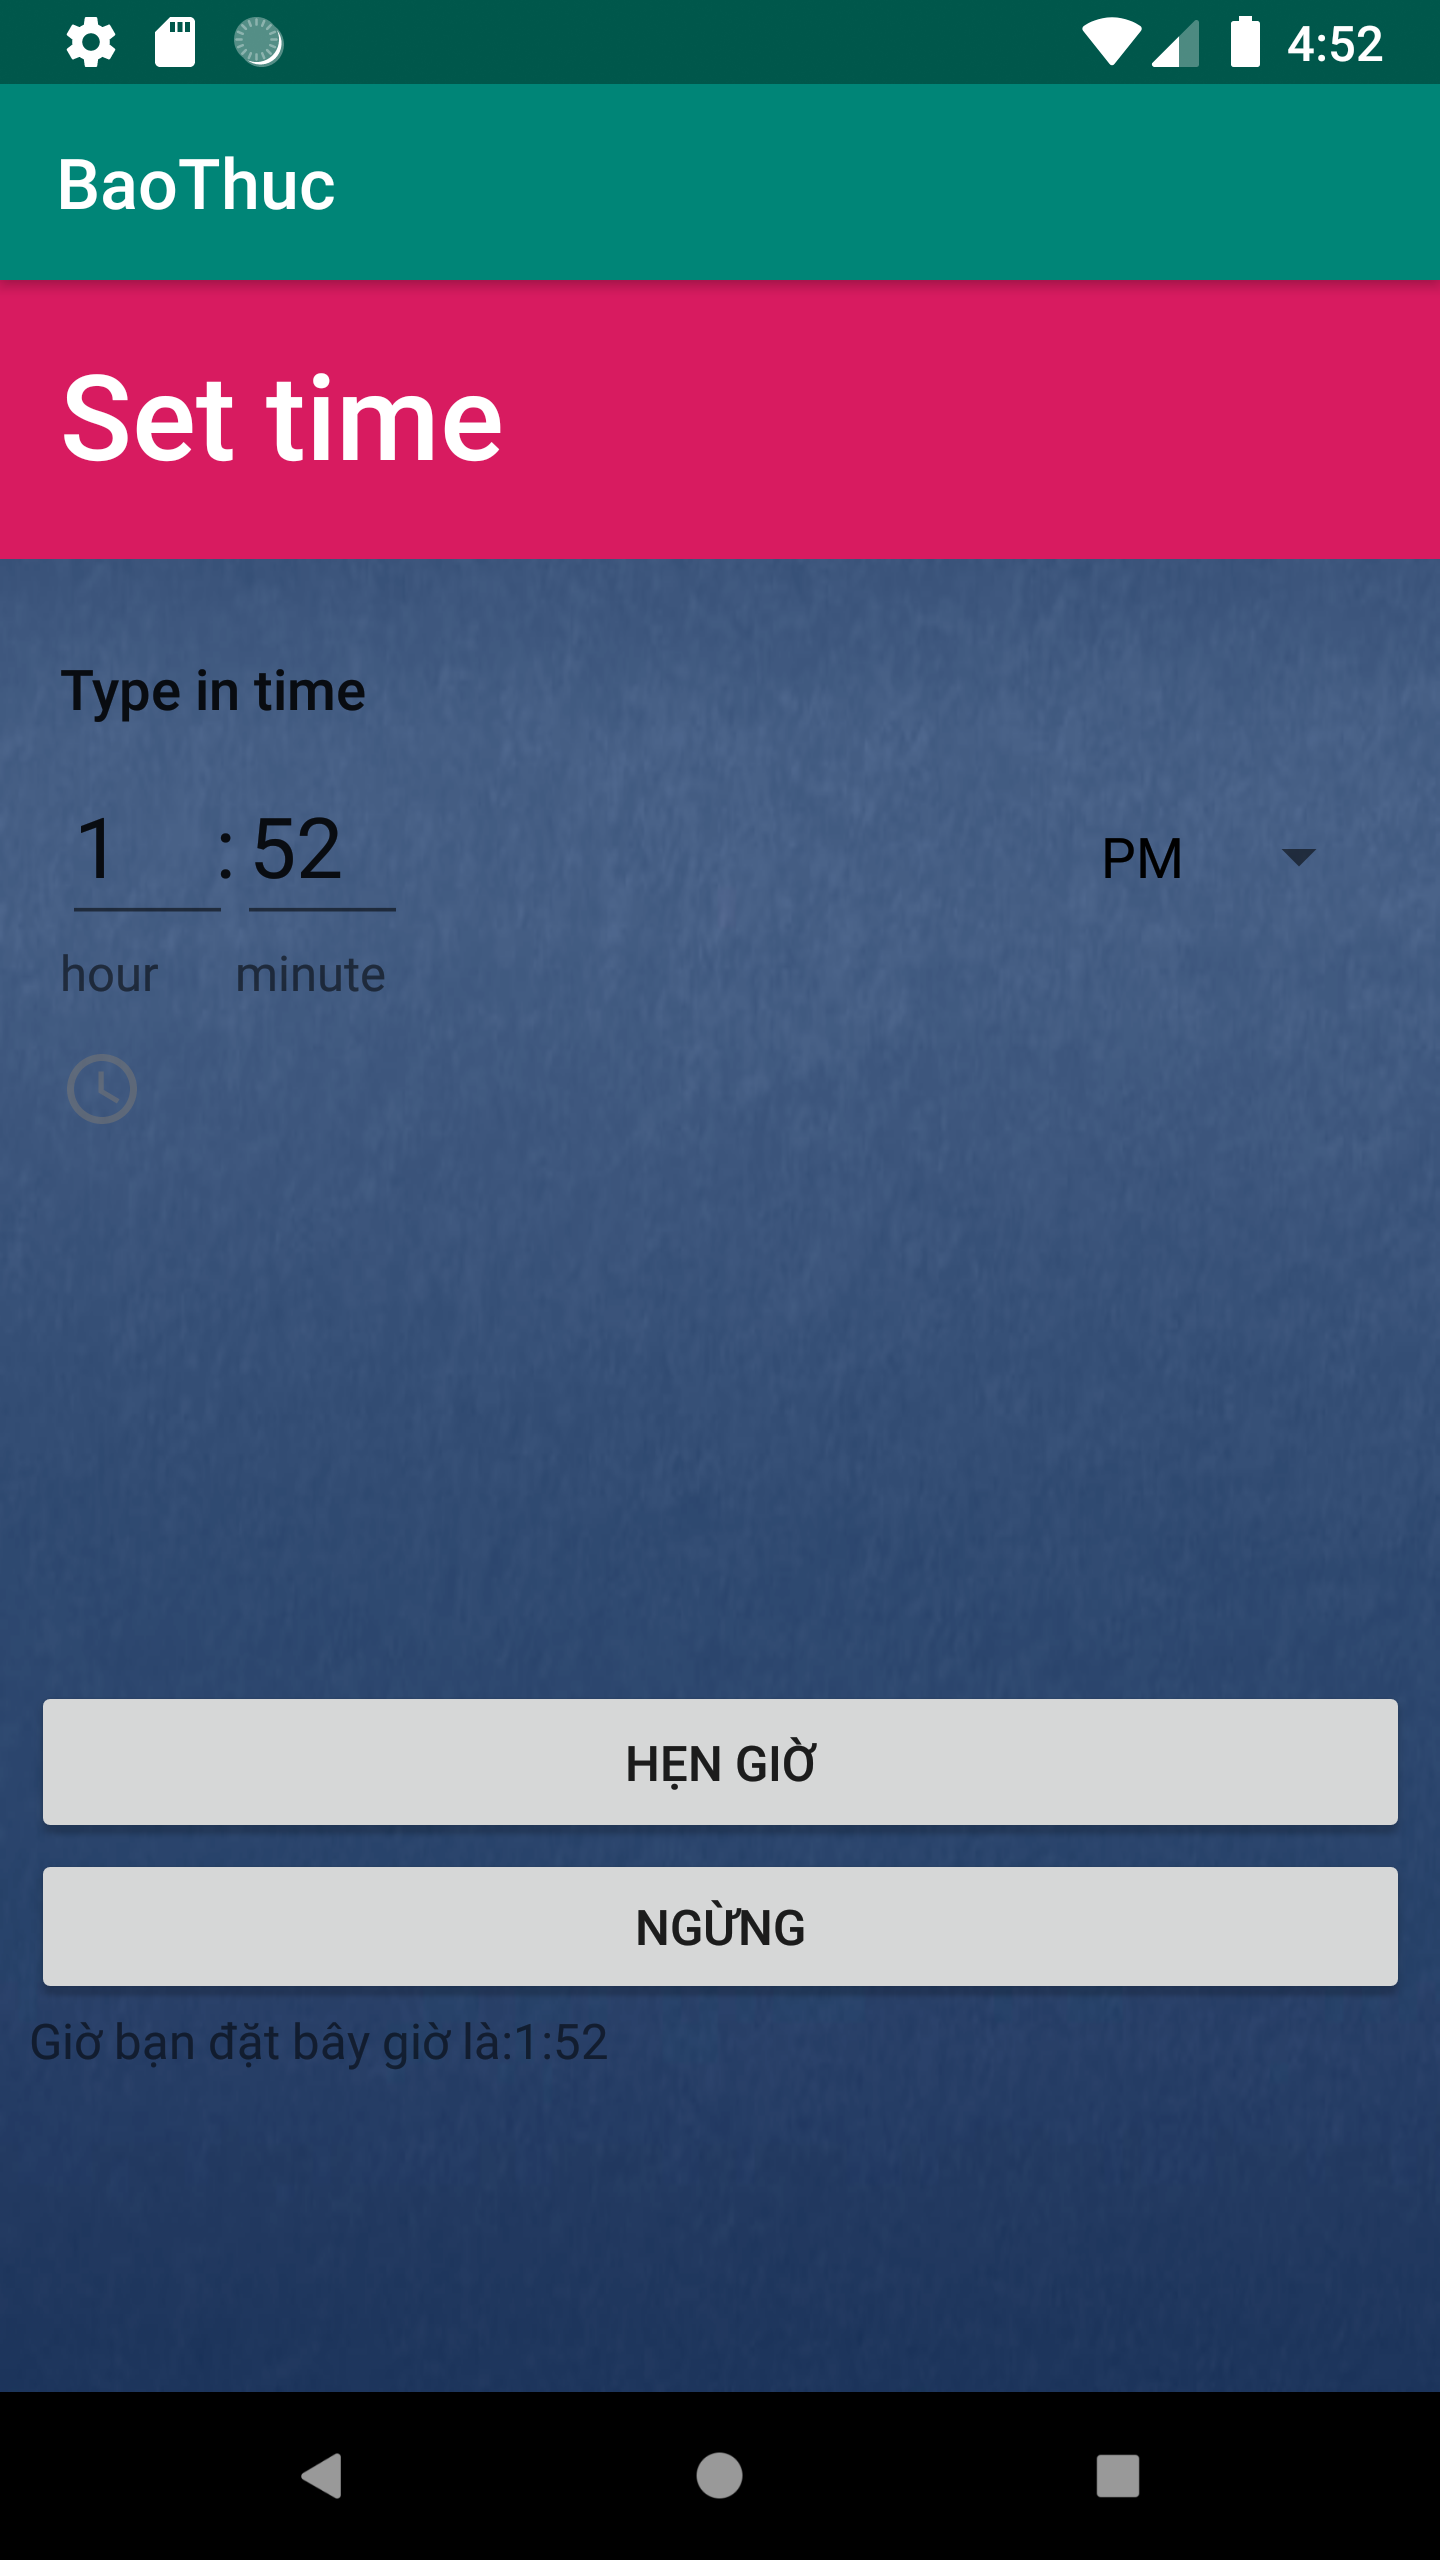 4:52
BaoThuc
Set time
Type in time
1 : 52 PM
hour minute
HẸN GIỜ
NGỪNG
Giờ bạn đặt bây giờ là:1:52